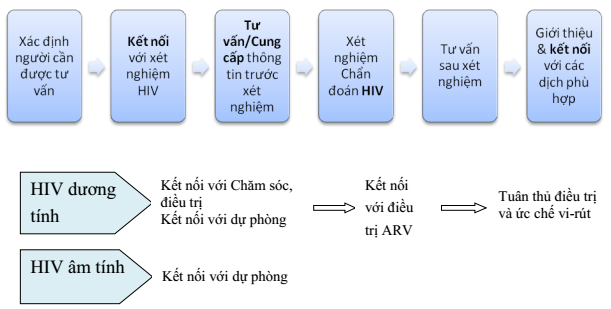 Xác định
người cần
được tư
vấn
Kết nối
với xét
nghiệm
HIV
Tư
vấn/Cung
cấp thông
tin trước
xét
nghiệm
Xét
nghiệm
Chẩn
đoán HIV
Tư vấn
sau xét
nghiệm
Giới thiệu
& kết nối
với các
dịch phù
hợp
HIV dương
tính
Kết nối với Chăm sóc,
điều trị
Kết nối với dự phòng
Kết nối
với điều
trị ARV
Tuân thủ điều trị
và ức chế vi-rút
HIV âm tính
Kết nối với dự phòng